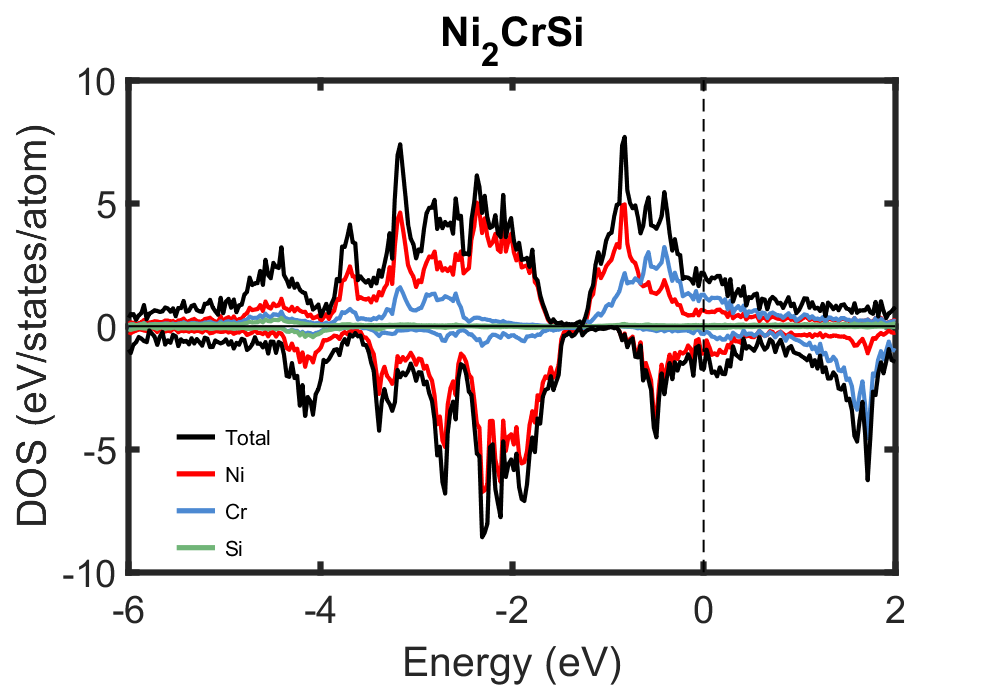 Ni₂CrSi
DOS (eV/states/atom)
10
5
0
-5
-10
Total
Ni
Cr
Si
-6 -4 -2 0 2
Energy (eV)